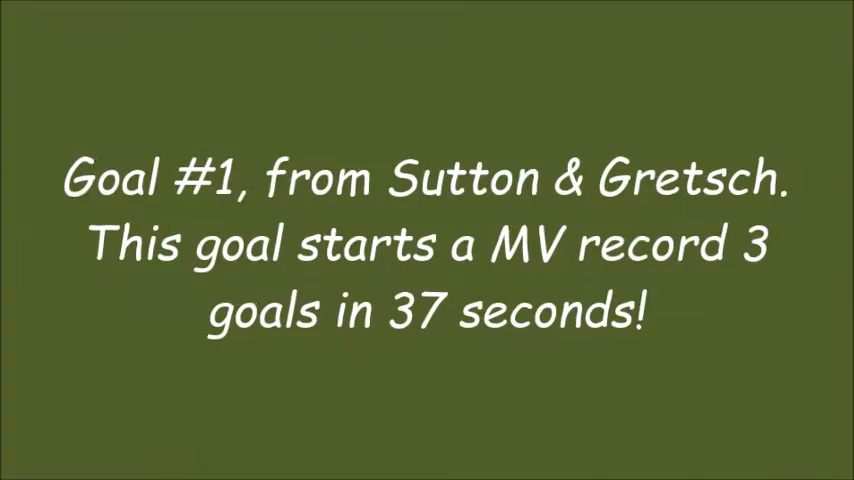 Goal #1, from Sutton & Gretsch.
This goal starts a MV record 3
goals in 37 seconds!